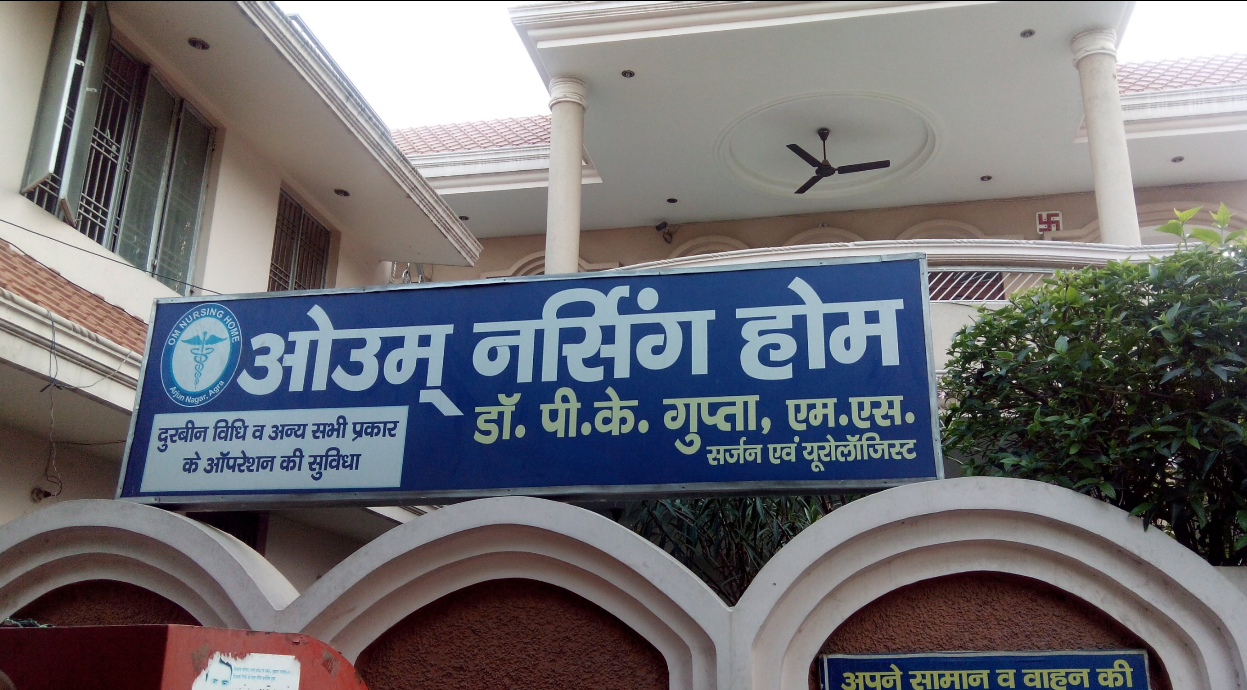 OM NURSING HOME
Arjun Nagar, Agra
ओउम् नर्सिंग होम
डॉ. पी.के. गुप्ता, एम.एस.
सर्जन एवं यूरोलॉजिस्ट
दुरबीन विधि व अन्य सभी प्रकार
के ऑपरेशन की सुविधा
अपने सामान व वाहन की